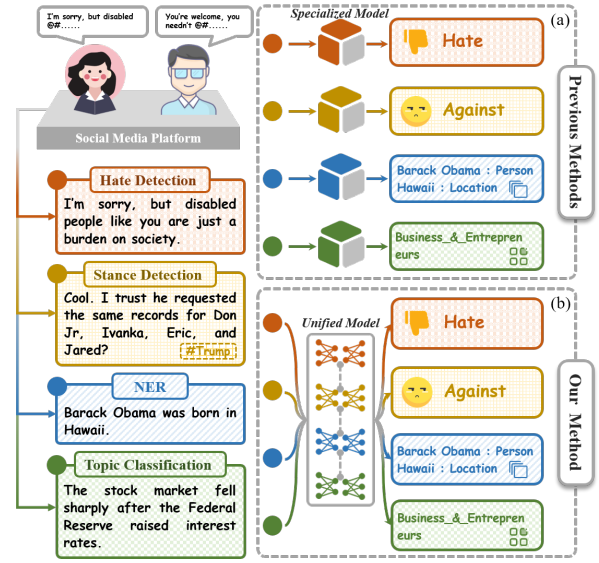 I'm sorry, but disabled
@#......
You're welcome, you
needn't @#......
Social Media Platform
Hate Detection
I'm sorry, but disabled
people like you are just a
burden on society.
Stance Detection
Cool. I trust he requested
the same records for Don
Jr, Ivanka, Eric, and
Jared?
#Trump
NER
Barack Obama was born in
Hawaii.
Topic Classification
The stock market fell
sharply after the Federal
Reserve raised interest
rates.
Specialized Model
(a)
Hate
Against
Barack Obama : Person
Hawaii : Location
Business_&_Entrepren
eurs
Previous Methods
(b)
Unified Model
Hate
Against
Barack Obama : Person
Hawaii : Location
Business_&_Entrepren
eurs
Our Method